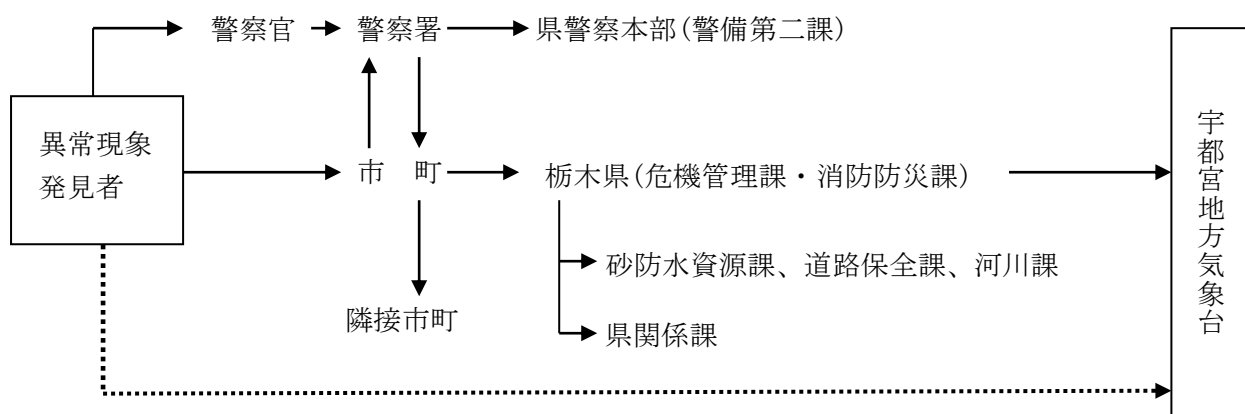 警察官
警察署
県警察本部(警備第二課)
異常現象
発見者
市　町
栃木県(危機管理課・消防防災課)
砂防水資源課、道路保全課、河川課
隣接市町
県関係課
宇都宮地方気象台